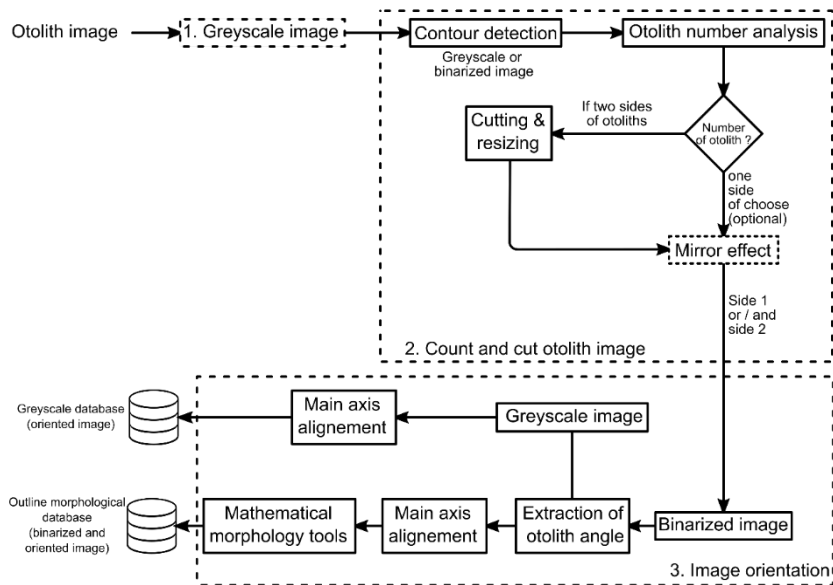 Otolith image
1. Greyscale image
Contour detection
Greyscale or
binarized image
Otolith number analysis
Number
of otolith ?
If two sides
of otoliths
Cutting &
resizing
one
side
of choose
(optional)
Mirror effect
Side 1
or / and
side 2
2. Count and cut otolith image
Greyscale database
(oriented image)
Main axis
alignement
Greyscale image
Outline morphological
database
(binarized and
oriented image)
Mathematical
morphology tools
Main axis
alignement
Extraction of
otolith angle
Binarized image
3. Image orientation